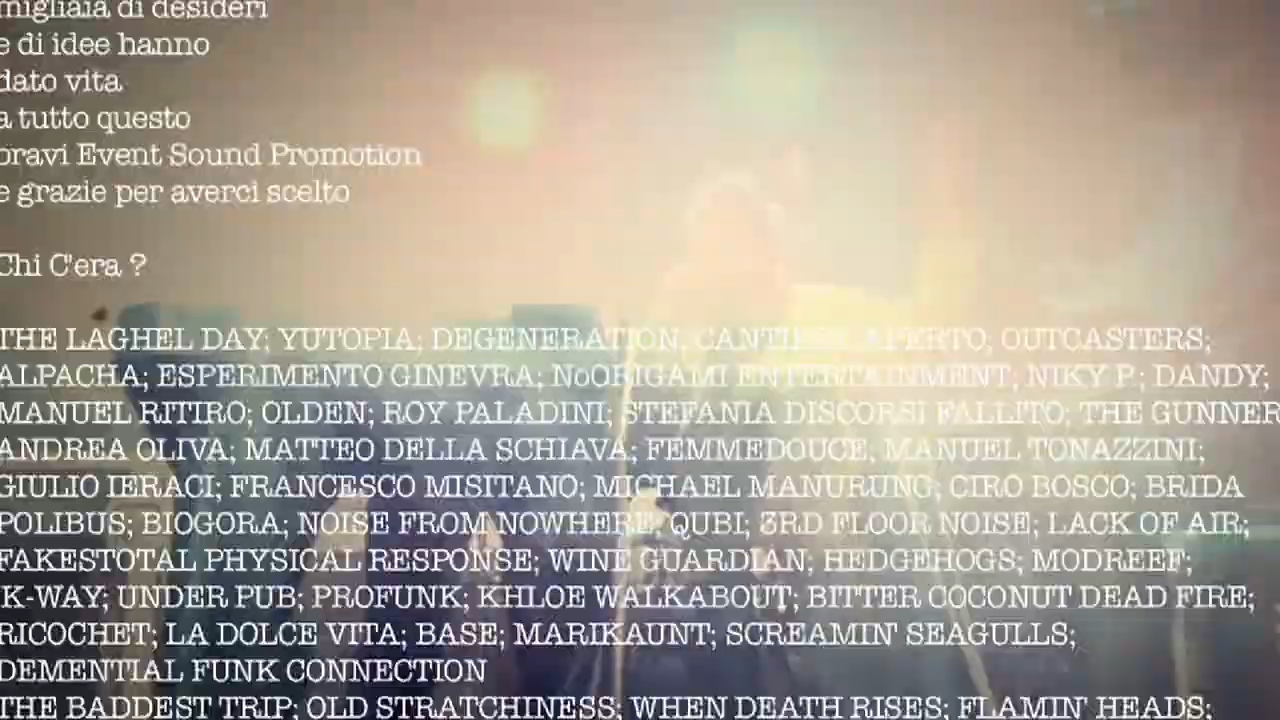 migliaia di desideri
e di idee hanno
dato vita
a tutto questo
bravi Event Sound Promotion
e grazie per averci scelto
Chi C'era ?
THE LAGHEL DAY; YUTOPIA; DEGENERATION; CANTIERE APERTO; OUTCASTERS;
ALPACHA; ESPERIMENTO GINEVRA; NoORIGAMI ENTERTAINMENT; NIKY P.; DANDY;
MANUEL RITIRO; OLDEN; ROY PALADINI; STEFANIA DISCORSI FALLITO; THE GUNNER
ANDREA OLIVA; MATTEO DELLA SCHIAVA; FEMMEDOUCE; MANUEL TONAZZINI;
GIULIO IERACI; FRANCESCO MISITANO; MICHAEL MANURUNG; CIRO BOSCO; BRIDA
POLIBUS; BIOGORA; NOISE FROM NOWHERE; QUBI; 3RD FLOOR NOISE; LACK OF AIR;
FAKESTOTAL PHYSICAL RESPONSE; WINE GUARDIAN; HEDGEHOGS; MODREEF;
K-WAY; UNDER PUB; PROFUNK; KHLOE WALKABOUT; BITTER COCONUT DEAD FIRE;
RICOCHET; LA DOLCE VITA; BASE; MARIKAUNT; SCREAMIN' SEAGULLS;
DEMENTIAL FUNK CONNECTION
THE BADDEST TRIP; OLD STRATCHINESS; WHEN DEATH RISES; FLAMIN' HEADS;